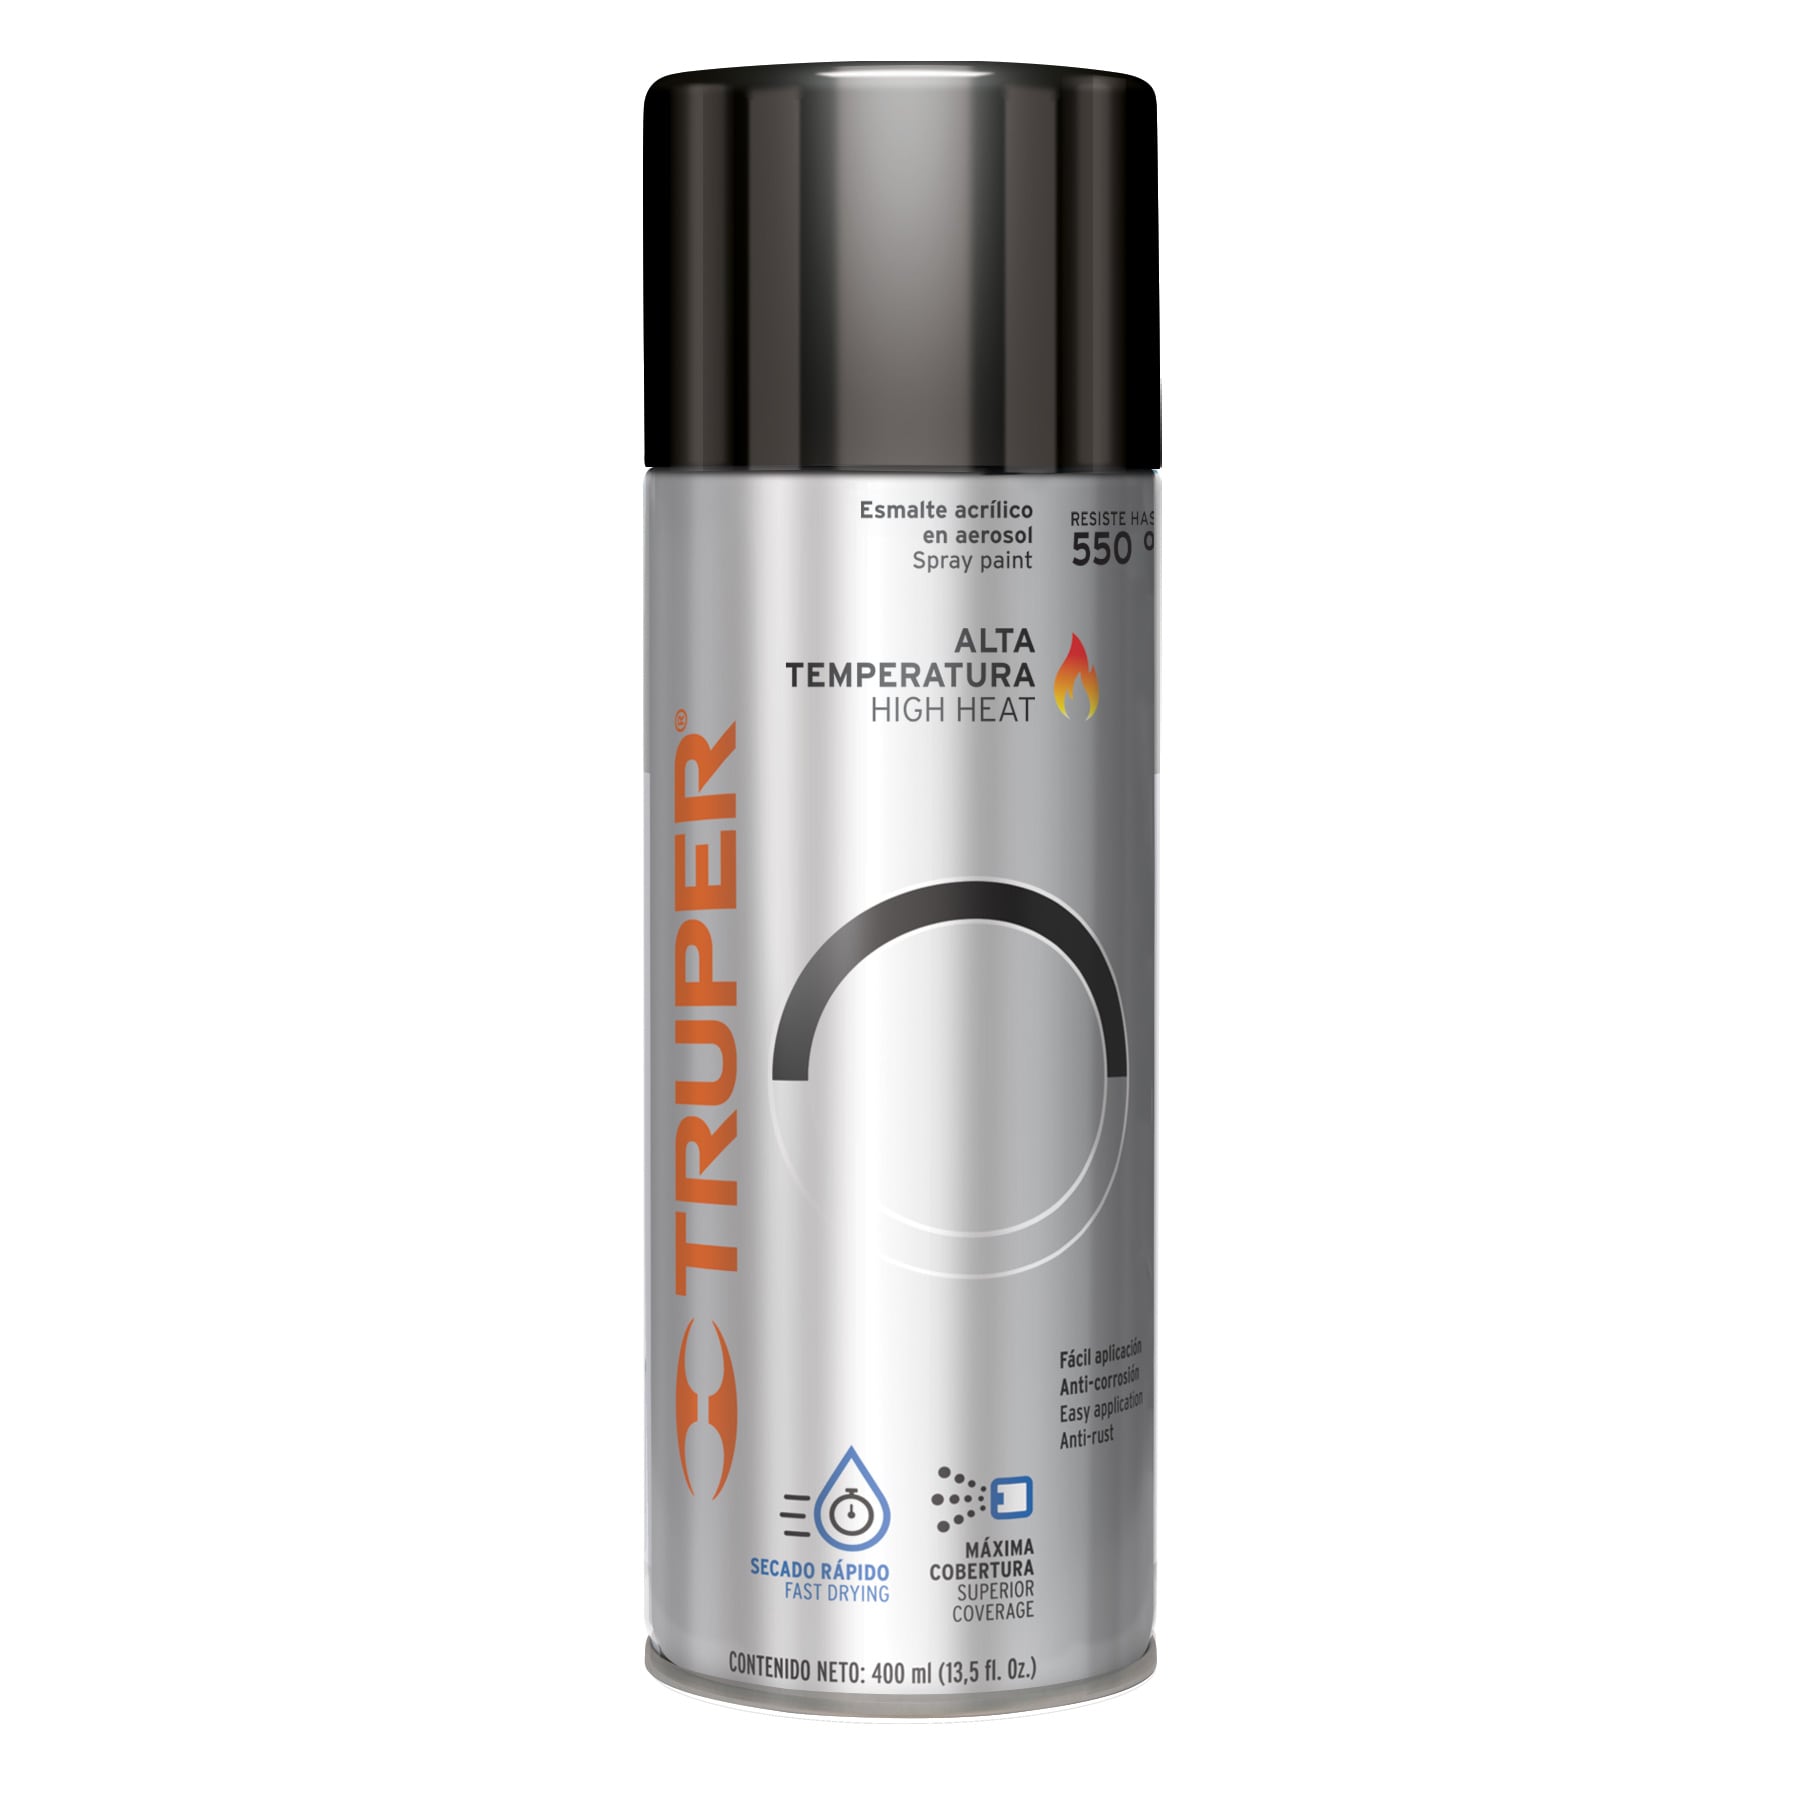 Esmalte acrílico
en aerosol
Spray paint
RESISTE HAS
550 º
ALTA
TEMPERATURA
HIGH HEAT
TRUPER®
Fácil aplicación
Anti-corrosión
Easy application
Anti-rust
SECADO RÁPIDO
FAST DRYING
MÁXIMA
COBERTURA
SUPERIOR
COVERAGE
CONTENIDO NETO: 400 ml (13,5 fl. Oz.)